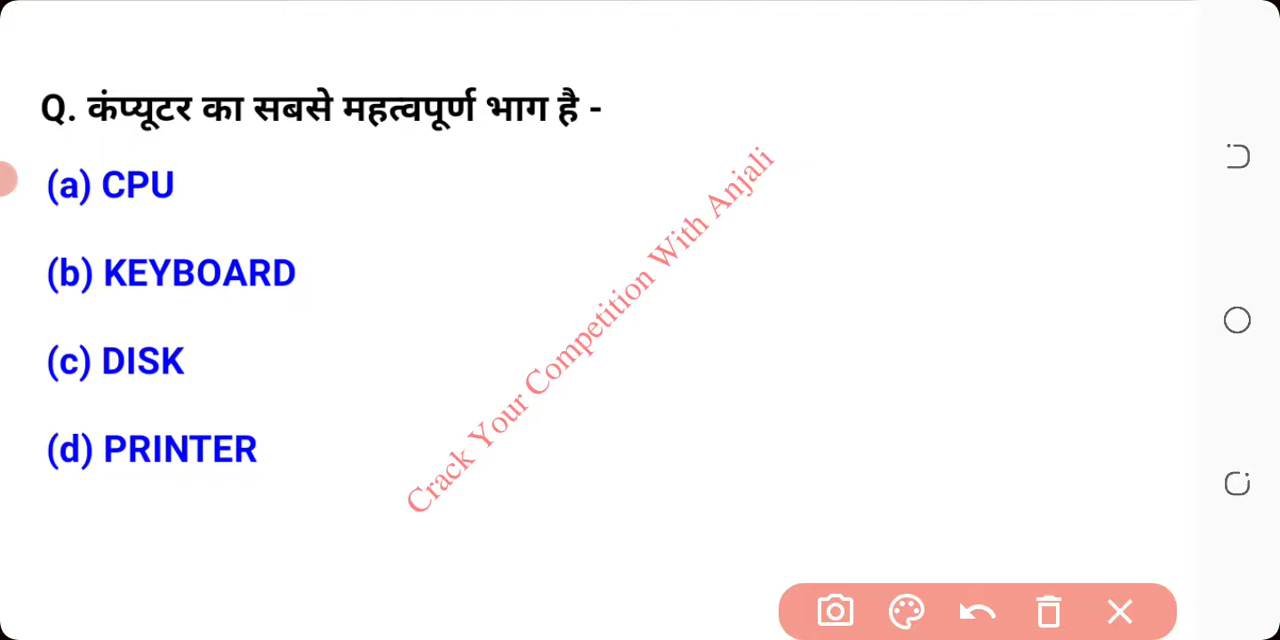 Q. कंप्यूटर का सबसे महत्वपूर्ण भाग है -
(a) CPU
(b) KEYBOARD
(c) DISK
(d) PRINTER
Crack Your Competition With Anjali